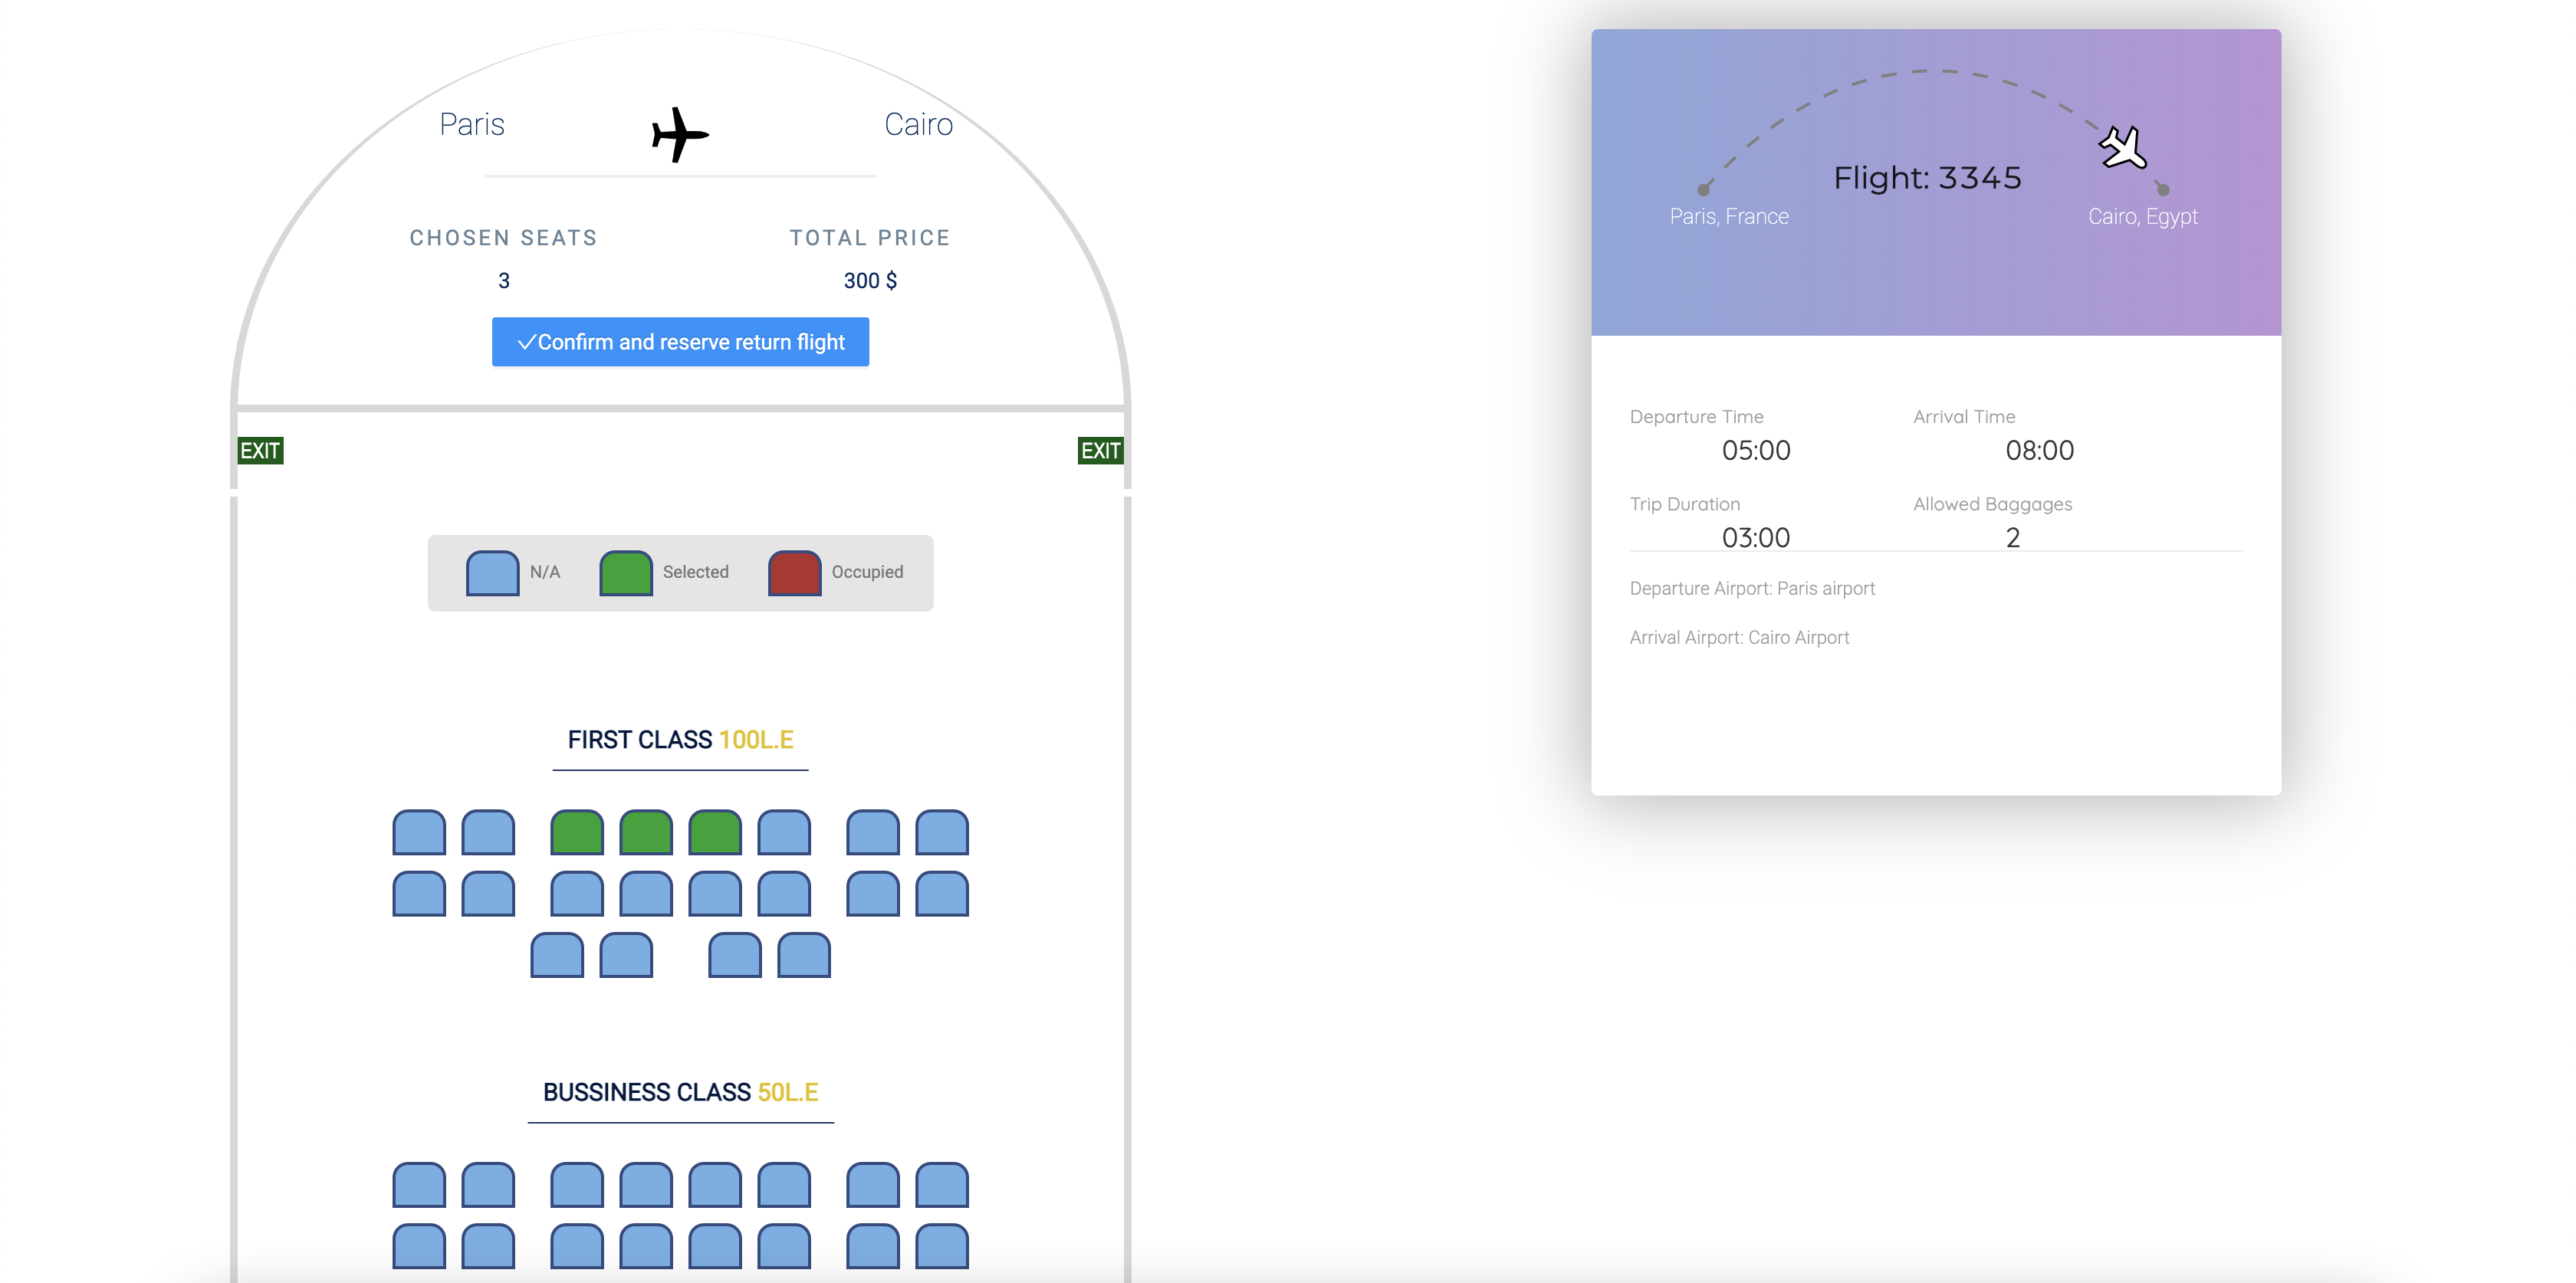 Paris
Cairo
CHOSEN SEATS
TOTAL PRICE
3
300 $
✓Confirm and reserve return flight
EXIT
EXIT
N/A
Selected
Occupied
FIRST CLASS 100L.E
BUSSINESS CLASS 50L.E
Flight: 3345
Paris, France
Cairo, Egypt
Departure Time
Arrival Time
05:00
08:00
Trip Duration
Allowed Baggages
03:00
2
Departure Airport: Paris airport
Arrival Airport: Cairo Airport